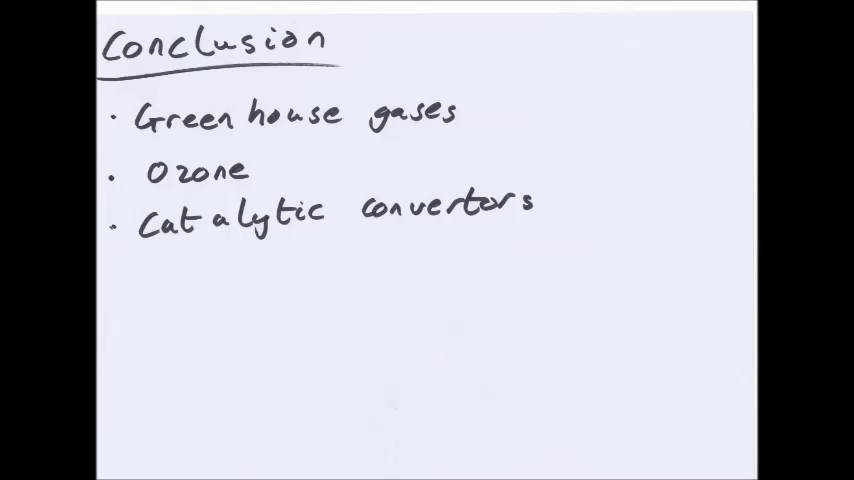 Conclusion
· Greenhouse gases
· Ozone
· Catalytic convertors